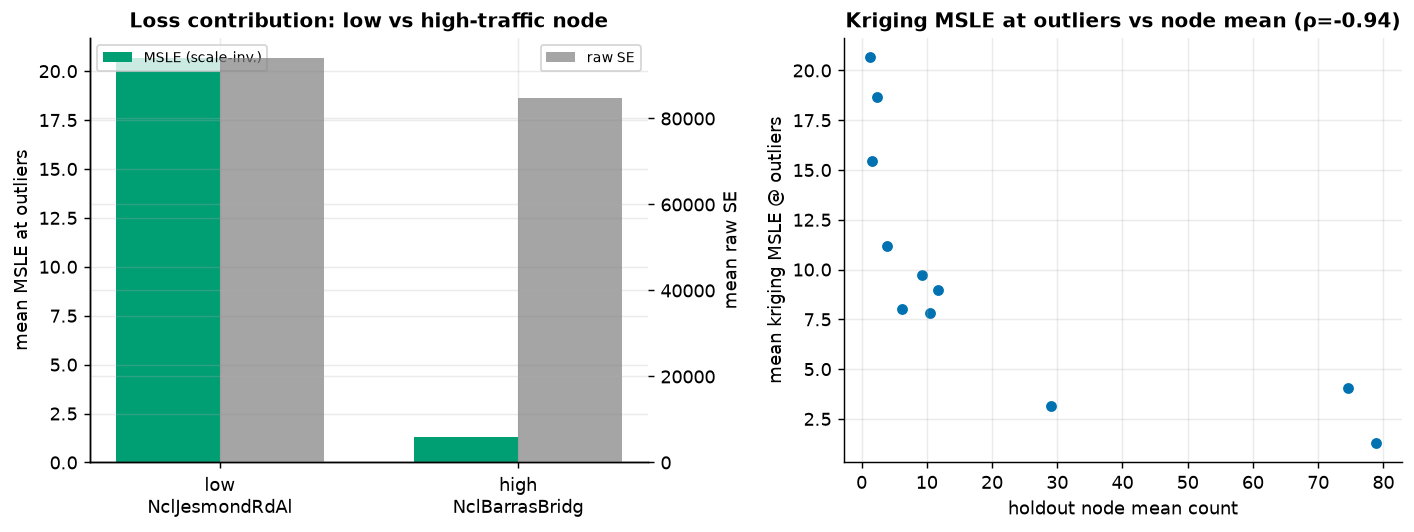 Loss contribution: low vs high-traffic node
MSLE (scale-inv.)
raw SE
mean MSLE at outliers
20.0
17.5
15.0
12.5
10.0
7.5
5.0
2.5
0.0
80000
60000
40000
20000
0
mean raw SE
low
NclJesmondRdAl
high
NclBarrasBridg
Kriging MSLE at outliers vs node mean (ρ=-0.94)
mean kriging MSLE @ outliers
20.0
17.5
15.0
12.5
10.0
7.5
5.0
2.5
0 10 20 30 40 50 60 70 80
holdout node mean count